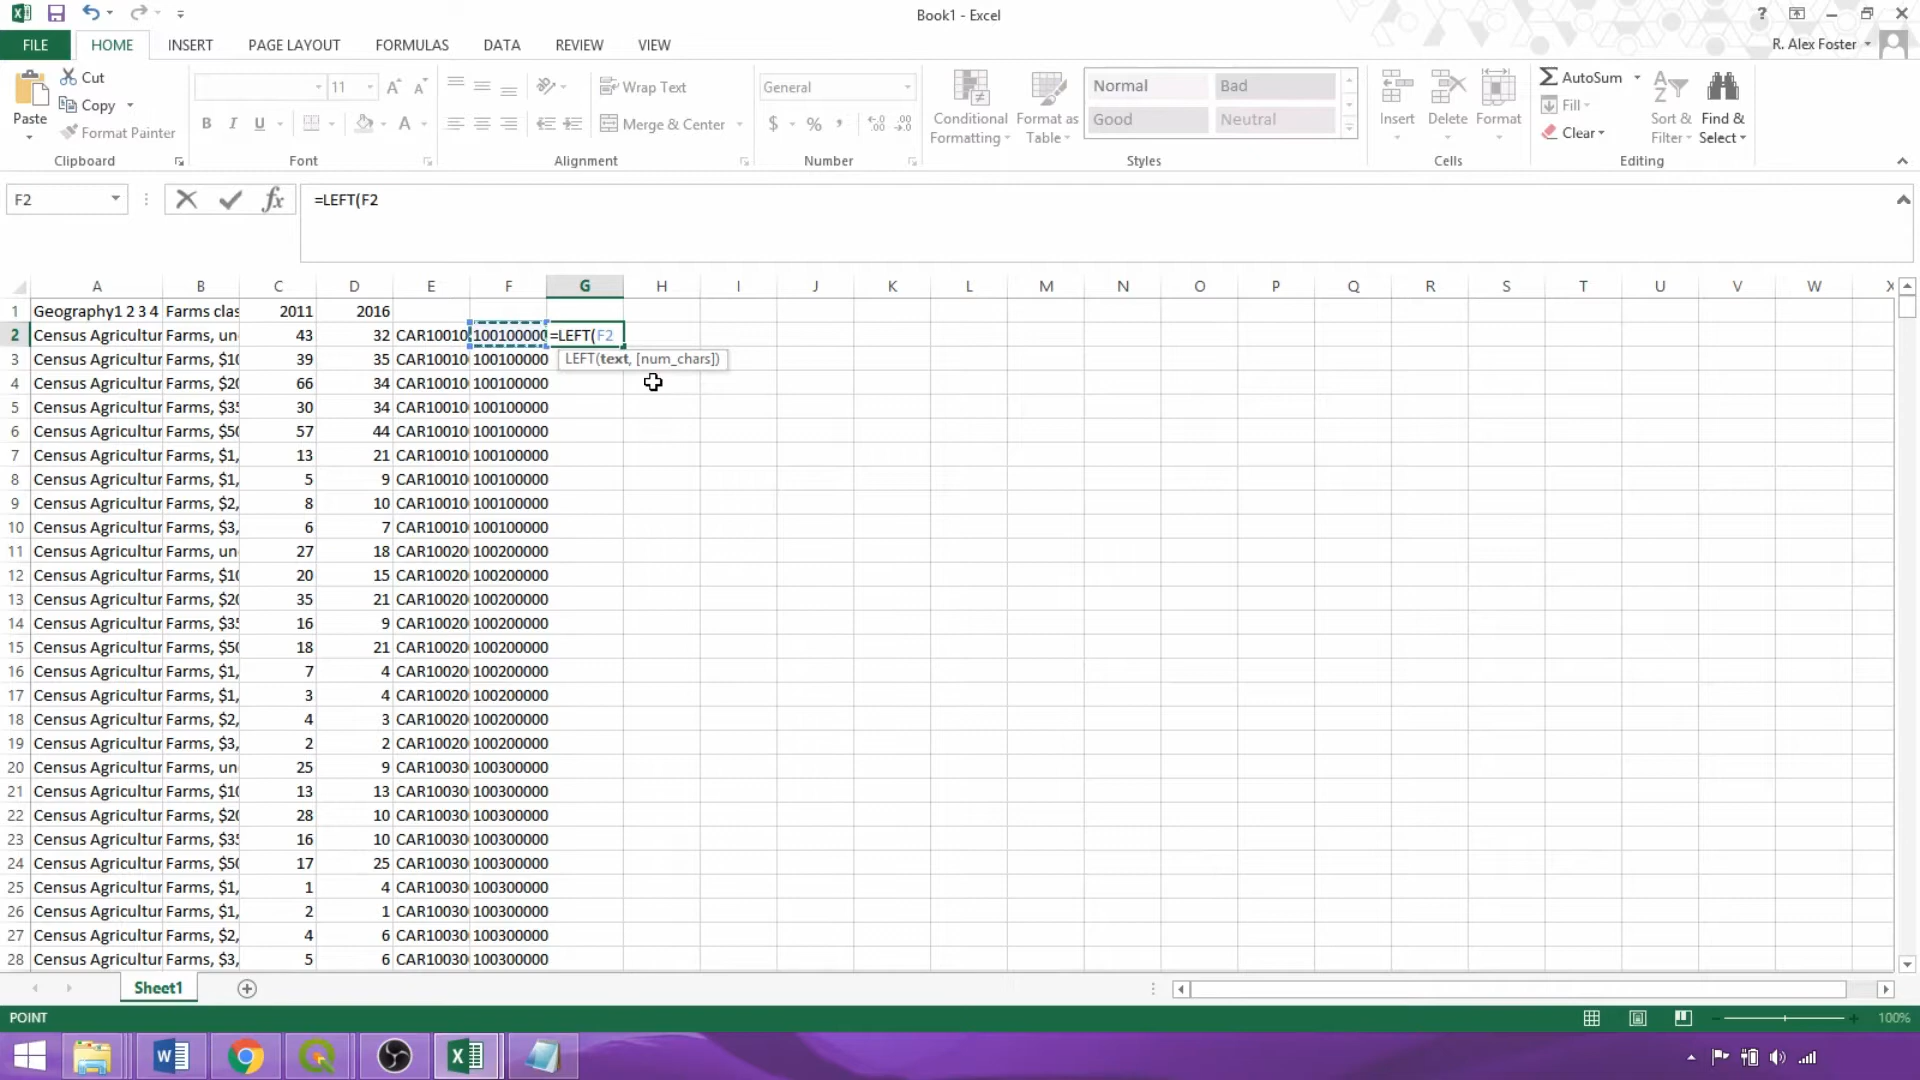 Book1 - Excel
FILE HOME INSERT PAGE LAYOUT FORMULAS DATA REVIEW VIEW R. Alex Foster
Paste Cut Copy Format Painter
Clipboard
11 B I U A
Font
Wrap Text
Merge & Center
Alignment
General
$ % ,
Number
Conditional Formatting
Format as Table
Normal Bad
Good Neutral
Styles
Insert Delete Format
Cells
AutoSum
Fill
Clear
Sort & Filter
Find & Select
Editing
F2 fx =LEFT(F2
A B C D E F G H I J K L M N O P Q R S T U V W X
1 Geography1 2 3 4 Farms clas 2011 2016
2 Census Agricultur Farms, un 43 32 CAR10010 100100000 =LEFT(F2
LEFT(text, [num_chars])
3 Census Agricultur Farms, $10 39 35 CAR10010 100100000
4 Census Agricultur Farms, $20 66 34 CAR10010 100100000
5 Census Agricultur Farms, $35 30 34 CAR10010 100100000
6 Census Agricultur Farms, $50 57 44 CAR10010 100100000
7 Census Agricultur Farms, $1, 13 21 CAR10010 100100000
8 Census Agricultur Farms, $1, 5 9 CAR10010 100100000
9 Census Agricultur Farms, $2, 8 10 CAR10010 100100000
10 Census Agricultur Farms, $3, 6 7 CAR10010 100100000
11 Census Agricultur Farms, un 27 18 CAR10020 100200000
12 Census Agricultur Farms, $10 20 15 CAR10020 100200000
13 Census Agricultur Farms, $20 35 21 CAR10020 100200000
14 Census Agricultur Farms, $35 16 9 CAR10020 100200000
15 Census Agricultur Farms, $50 18 21 CAR10020 100200000
16 Census Agricultur Farms, $1, 7 4 CAR10020 100200000
17 Census Agricultur Farms, $1, 3 4 CAR10020 100200000
18 Census Agricultur Farms, $2, 4 3 CAR10020 100200000
19 Census Agricultur Farms, $3, 2 2 CAR10020 100200000
20 Census Agricultur Farms, un 25 9 CAR10030 100300000
21 Census Agricultur Farms, $10 13 13 CAR10030 100300000
22 Census Agricultur Farms, $20 28 10 CAR10030 100300000
23 Census Agricultur Farms, $35 16 10 CAR10030 100300000
24 Census Agricultur Farms, $50 17 25 CAR10030 100300000
25 Census Agricultur Farms, $1, 1 4 CAR10030 100300000
26 Census Agricultur Farms, $1, 2 1 CAR10030 100300000
27 Census Agricultur Farms, $2, 4 6 CAR10030 100300000
28 Census Agricultur Farms, $3, 5 6 CAR10030 100300000
Sheet1
POINT 100%